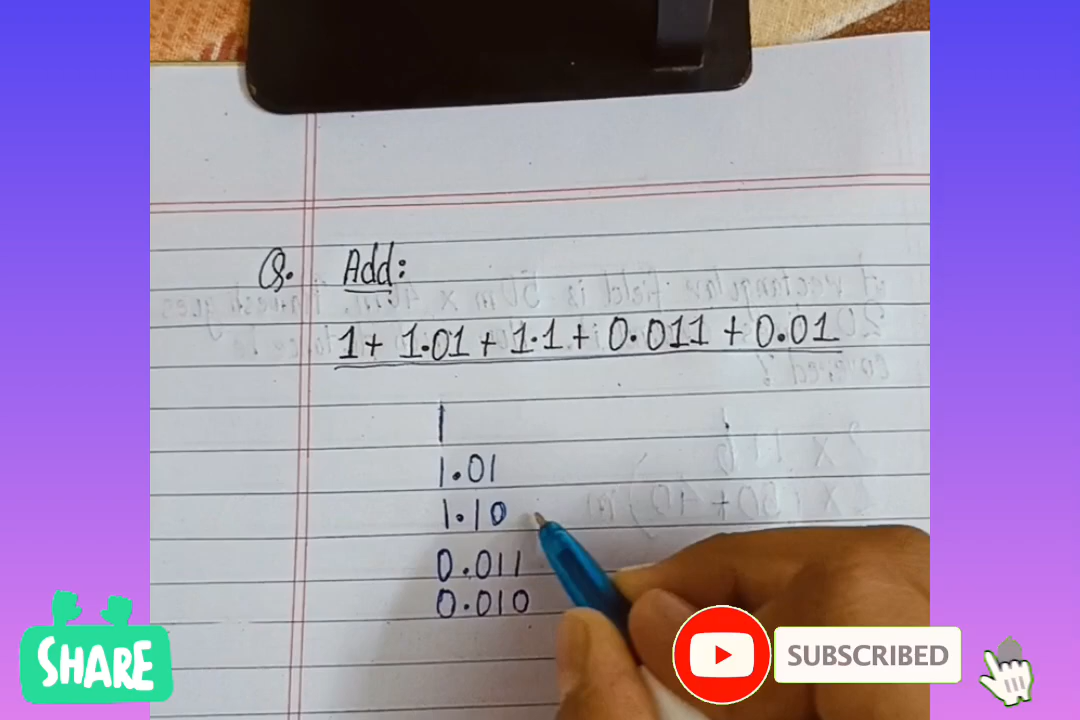 Q. Add:
1 + 1.01 + 1.1 + 0.011 + 0.01
1
1.01
1.10
0.011
0.010
SHARE
SUBSCRIBED